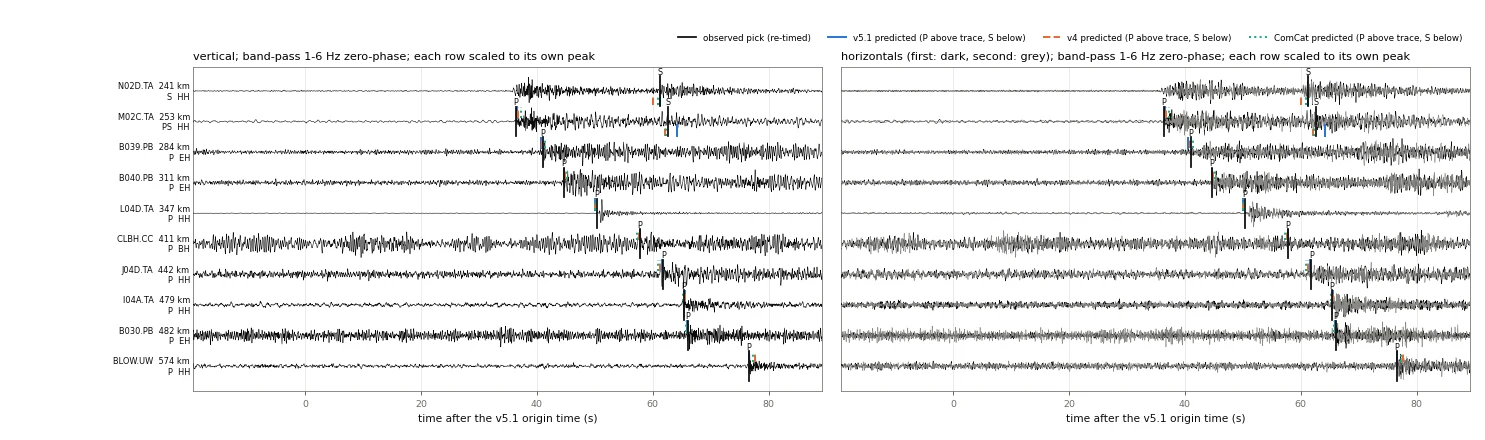 observed pick (re-timed) v5.1 predicted (P above trace, S below) v4 predicted (P above trace, S below) ComCat predicted (P above trace, S below)
vertical; band-pass 1-6 Hz zero-phase; each row scaled to its own peak
horizontals (first: dark, second: grey); band-pass 1-6 Hz zero-phase; each row scaled to its own peak
N02D.TA 241 km
S HH
M02C.TA 253 km
PS HH
B039.PB 284 km
P EH
B040.PB 311 km
P EH
L04D.TA 347 km
P HH
CLBH.CC 411 km
P BH
J04D.TA 442 km
P HH
I04A.TA 479 km
P HH
B030.PB 482 km
P EH
BLOW.UW 574 km
P HH
S
P S
P
P
P
P
P
P
P
P
S
P S
P
P
P
P
P
P
P
P
0 20 40 60 80
0 20 40 60 80
time after the v5.1 origin time (s)
time after the v5.1 origin time (s)